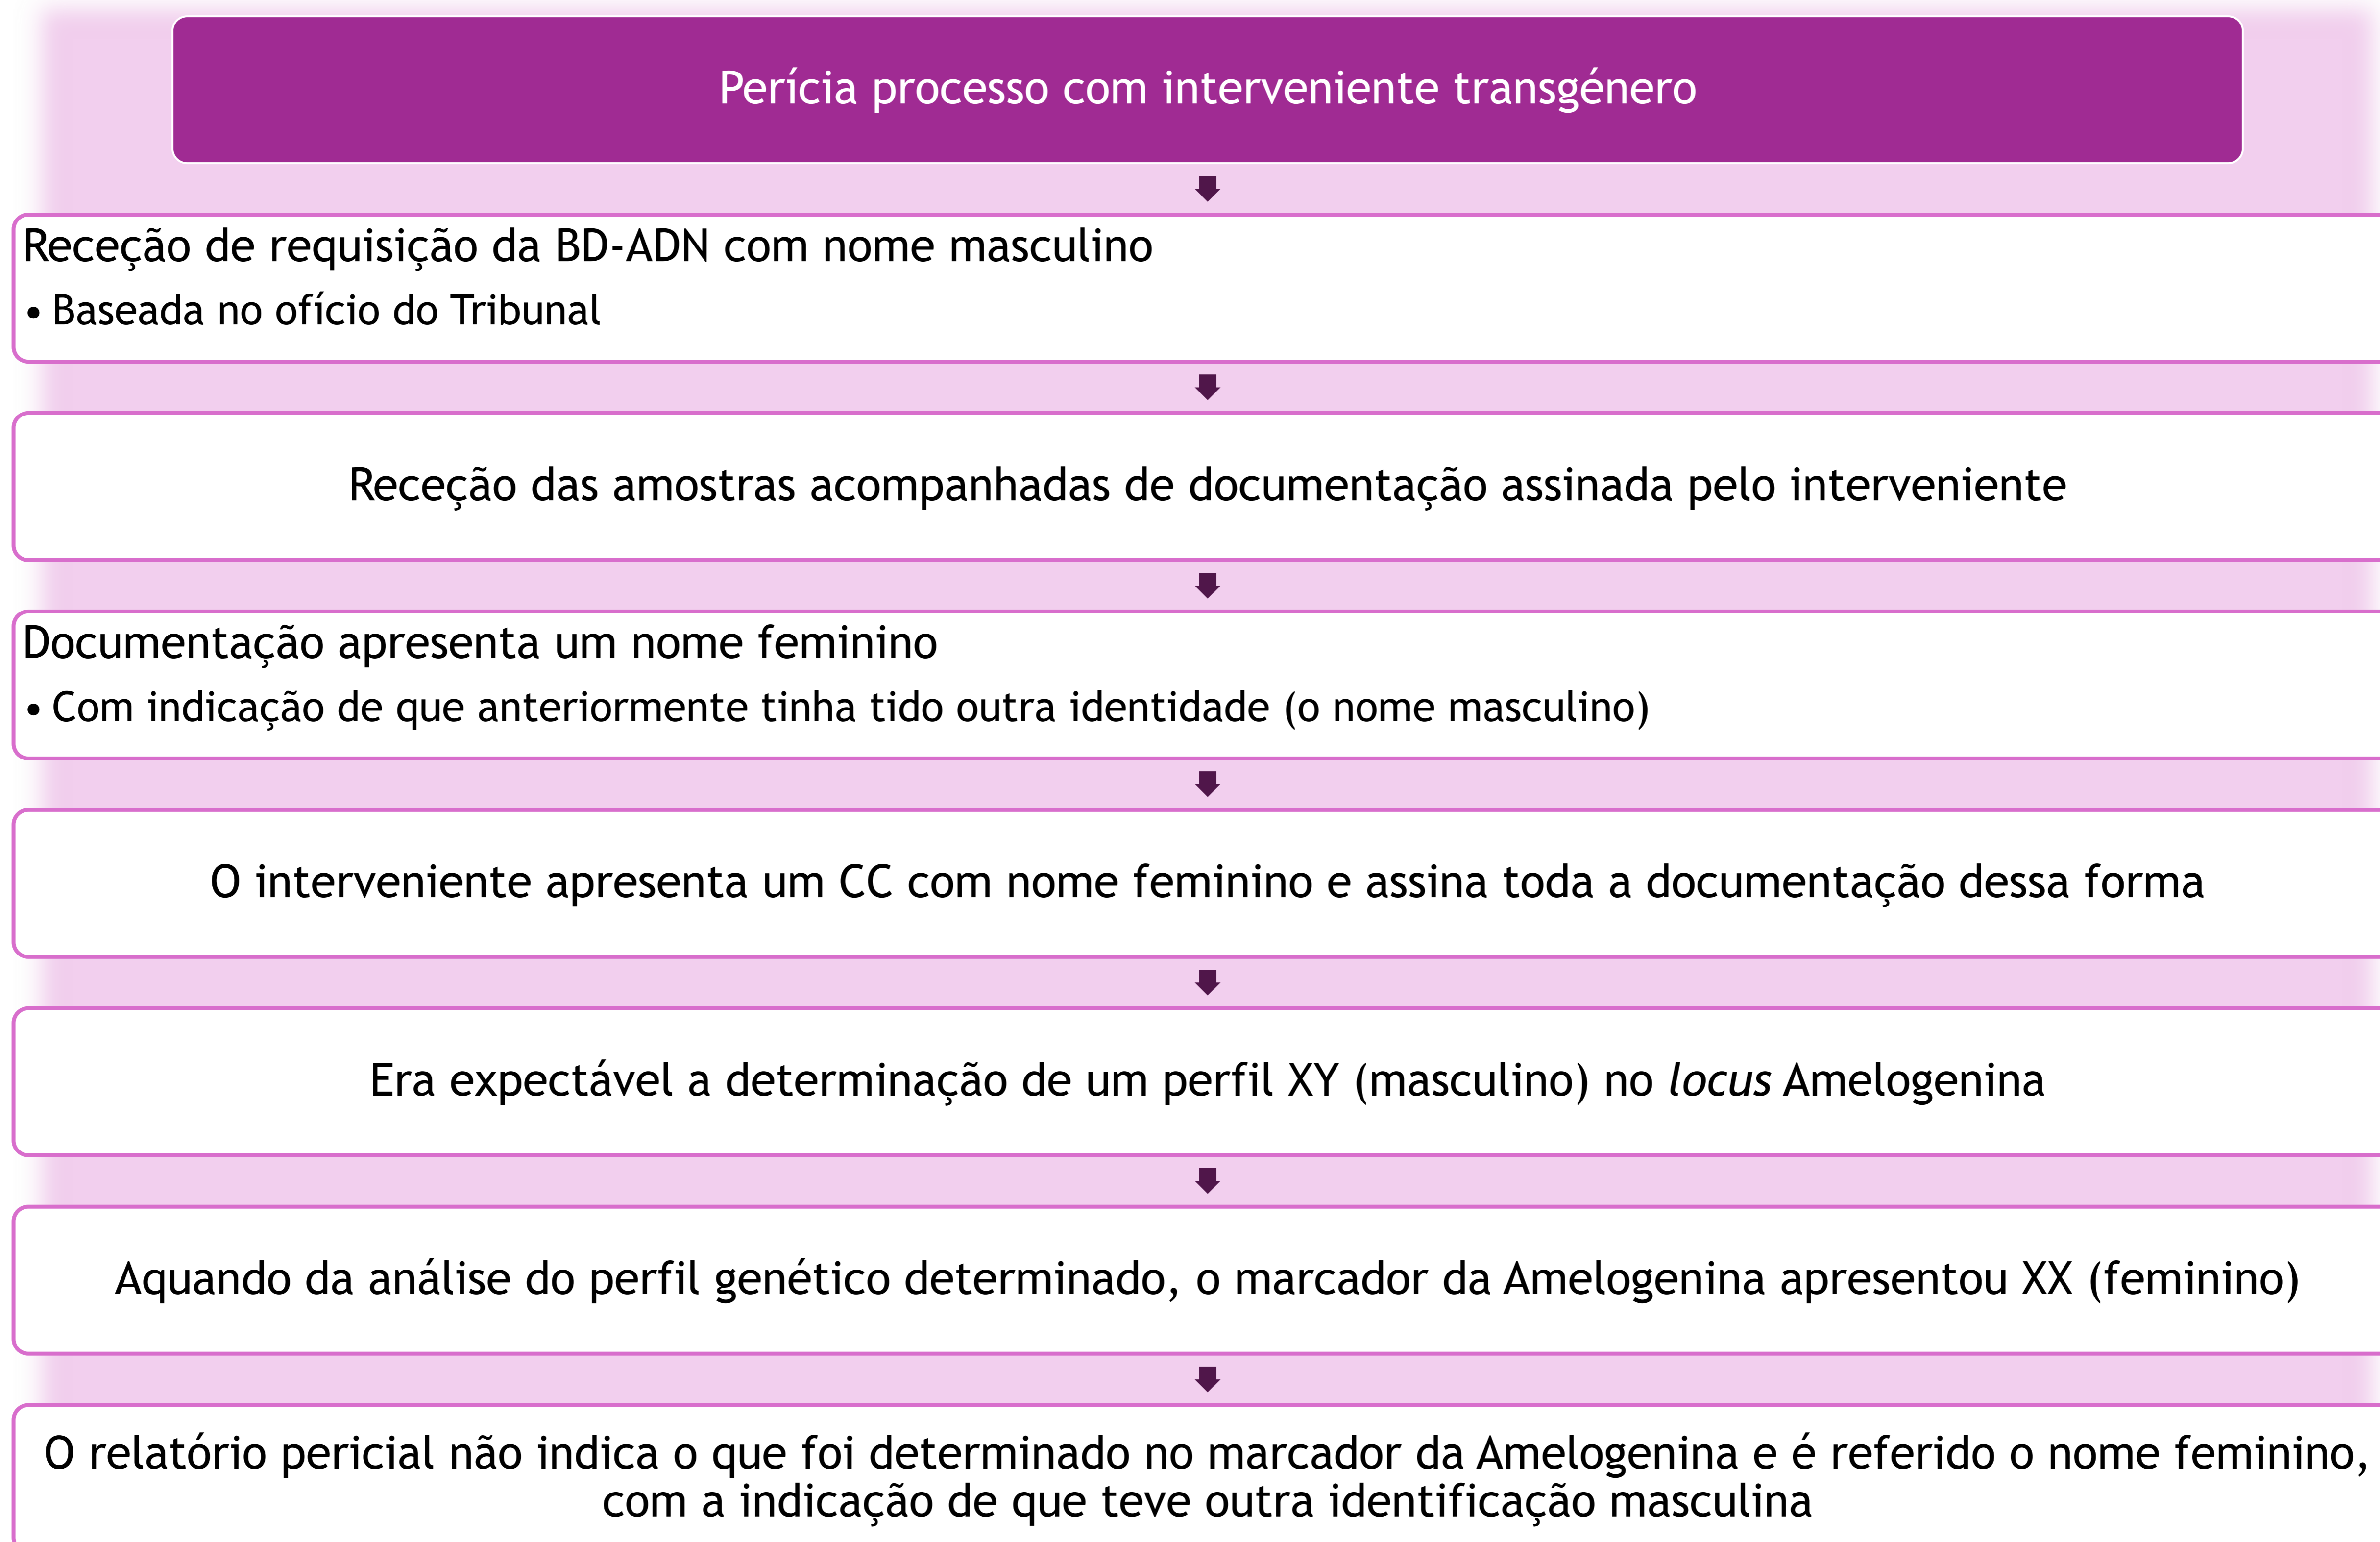 Perícia processo com interveniente transgénero
Receção de requisição da BD-ADN com nome masculino
• Baseada no ofício do Tribunal
Receção das amostras acompanhadas de documentação assinada pelo interveniente
Documentação apresenta um nome feminino
• Com indicação de que anteriormente tinha tido outra identidade (o nome masculino)
O interveniente apresenta um CC com nome feminino e assina toda a documentação dessa forma
Era expectável a determinação de um perfil XY (masculino) no locus Amelogenina
Aquando da análise do perfil genético determinado, o marcador da Amelogenina apresentou XX (feminino)
O relatório pericial não indica o que foi determinado no marcador da Amelogenina e é referido o nome feminino,
com a indicação de que teve outra identificação masculina